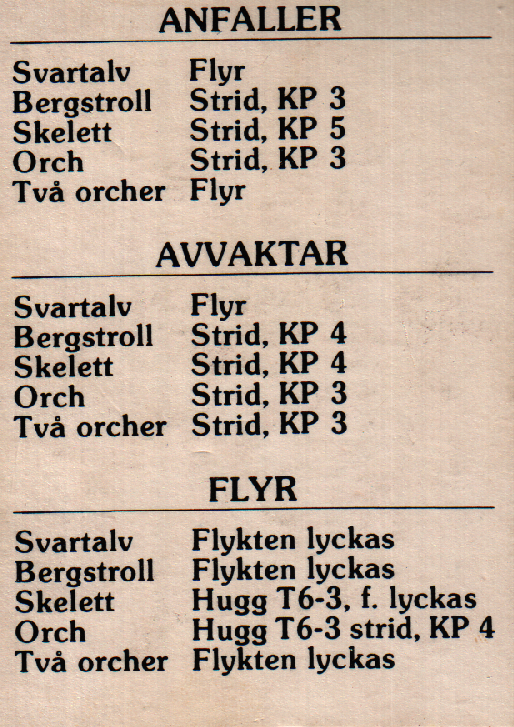 ANFALLER
Svartalv Flyr
Bergstroll Strid, KP 3
Skelett Strid, KP 5
Orch Strid, KP 3
Två orcher Flyr
AVVAKTAR
Svartalv Flyr
Bergstroll Strid, KP 4
Skelett Strid, KP 4
Orch Strid, KP 3
Två orcher Strid, KP 3
FLYR
Svartalv Flykten lyckas
Bergstroll Flykten lyckas
Skelett Hugg T6-3, f. lyckas
Orch Hugg T6-3 strid, KP 4
Två orcher Flykten lyckas